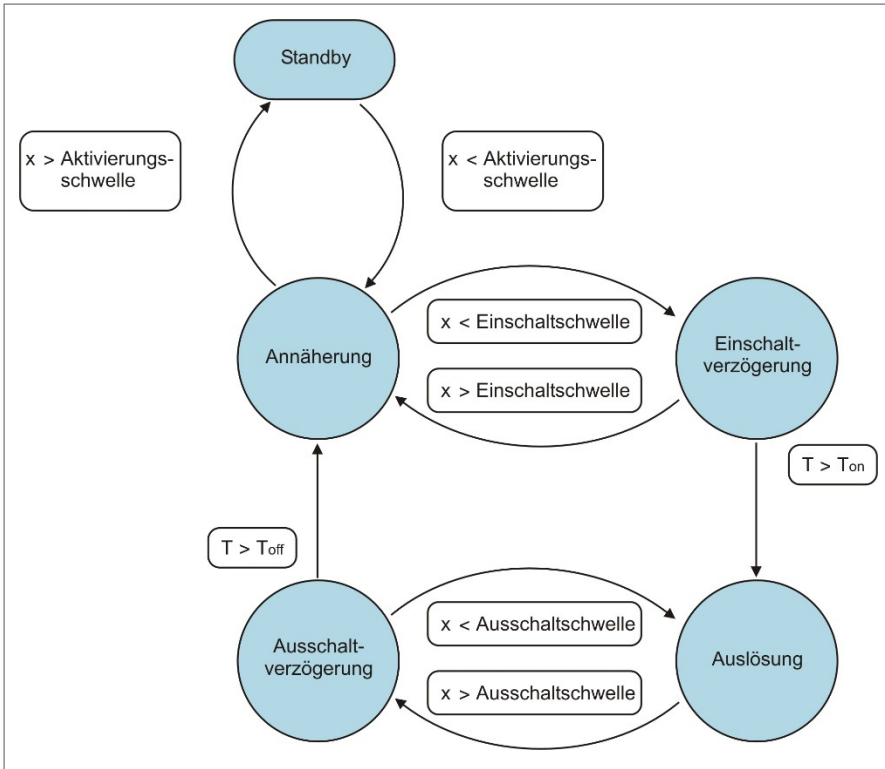 Standby
x > Aktivierungs-
schwelle
x < Aktivierungs-
schwelle
Annäherung
x < Einschaltschwelle
x > Einschaltschwelle
Einschalt-
verzögerung
T > Ton
T > Toff
Ausschalt-
verzögerung
x < Ausschaltschwelle
x > Ausschaltschwelle
Auslösung